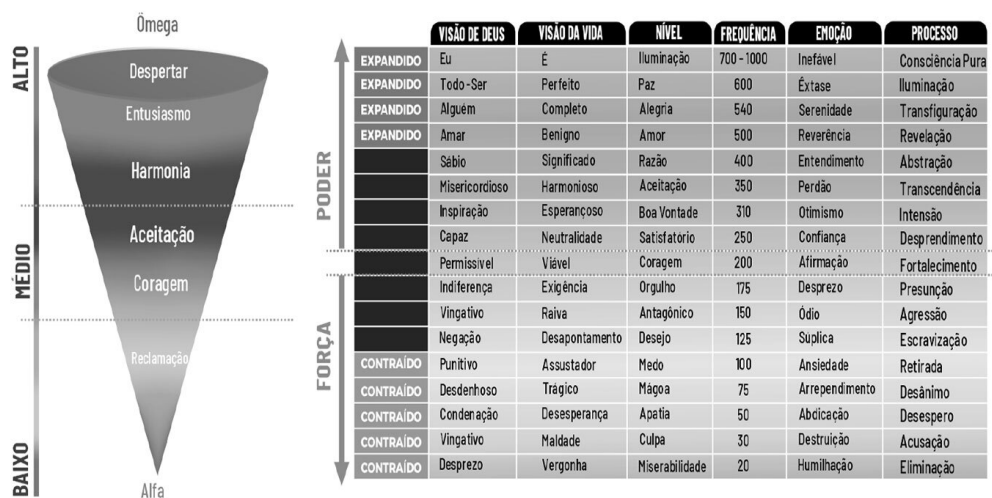 Ômega
ALTO
MÉDIO
BAIXO
Despertar
Entusiasmo
Harmonia
Aceitação
Coragem
Reclamação
Alfa
PODER
FORÇA
VISÃO DE DEUS VISÃO DA VIDA NÍVEL FREQUÊNCIA EMOÇÃO PROCESSO
EXPANDIDO Eu É Iluminação 700 - 1000 Inefável Consciência Pura
EXPANDIDO Todo-Ser Perfeito Paz 600 Êxtase Iluminação
EXPANDIDO Alguém Completo Alegria 540 Serenidade Transfiguração
EXPANDIDO Amar Benigno Amor 500 Reverência Revelação
Sábio Significado Razão 400 Entendimento Abstração
Misericordioso Harmonioso Aceitação 350 Perdão Transcendência
Inspiração Esperançoso Boa Vontade 310 Otimismo Intensão
Capaz Neutralidade Satisfatório 250 Confiança Desprendimento
Permissível Viável Coragem 200 Afirmação Fortalecimento
Indiferença Exigência Orgulho 175 Desprezo Presunção
Vingativo Raiva Antagônico 150 Ódio Agressão
Negação Desapontamento Desejo 125 Súplica Escravização
CONTRAÍDO Punitivo Assustador Medo 100 Ansiedade Retirada
CONTRAÍDO Desdenhoso Trágico Mágoa 75 Arrependimento Desânimo
CONTRAÍDO Condenação Desesperança Apatia 50 Abdicação Desespero
CONTRAÍDO Vingativo Maldade Culpa 30 Destruição Acusação
CONTRAÍDO Desprezo Vergonha Miserabilidade 20 Humilhação Eliminação